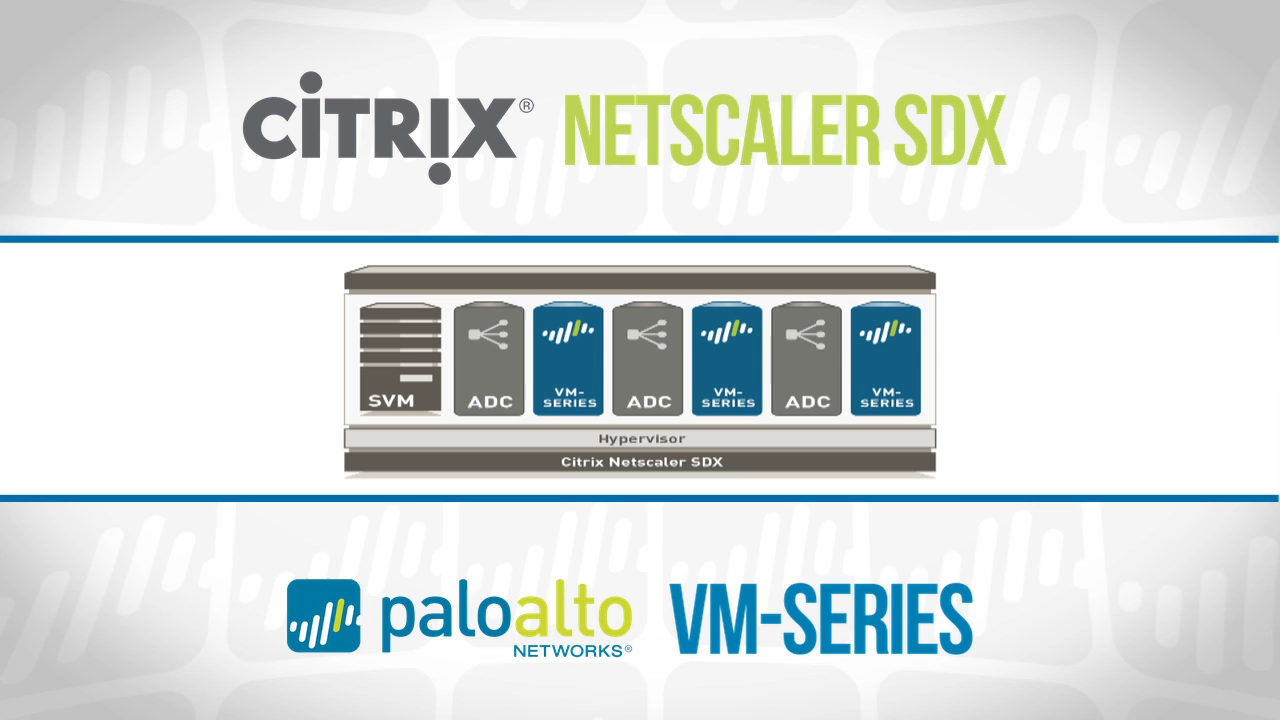 CITRIX® NETSCALER SDX
SVM ADC VM-SERIES ADC VM-SERIES ADC VM-SERIES
Hypervisor
Citrix Netscaler SDX
paloalto NETWORKS® VM-SERIES